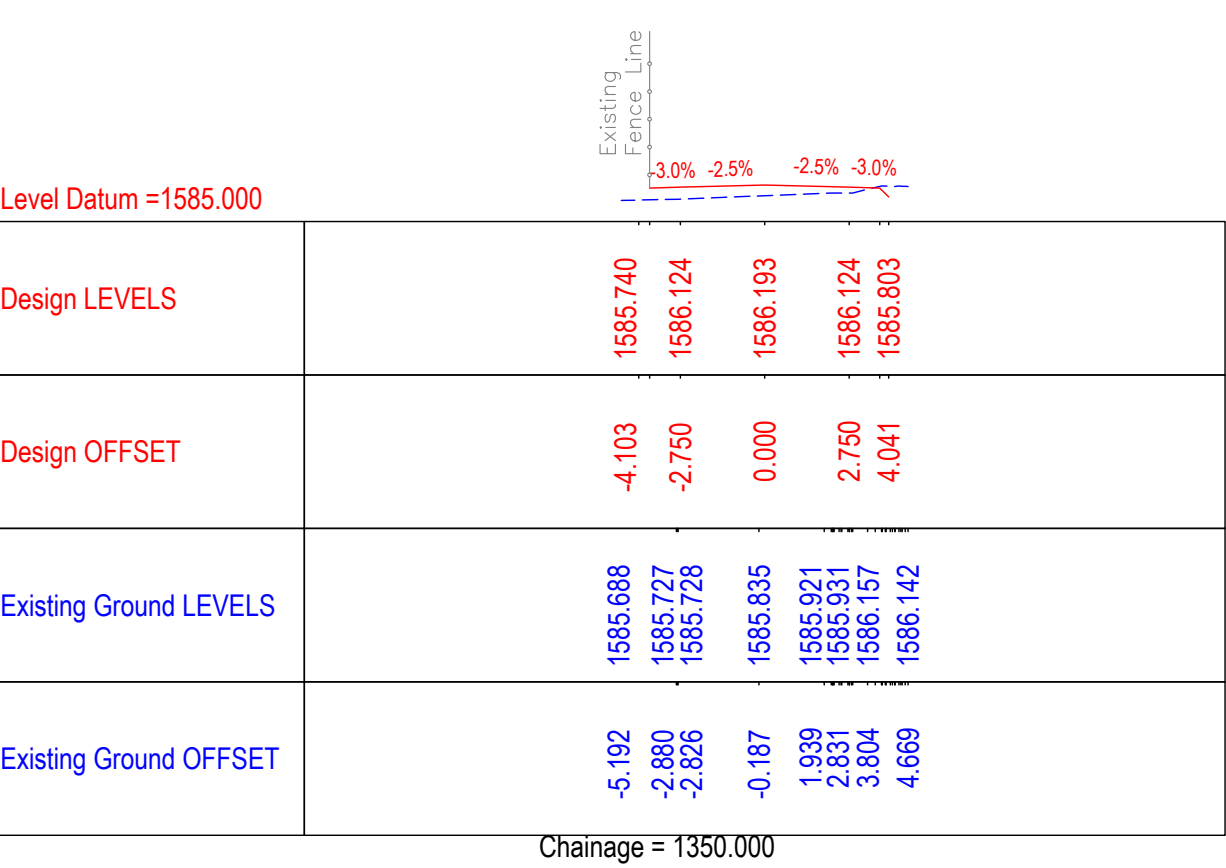 Existing
Fence Line
-3.0% -2.5% -2.5% -3.0%
Level Datum =1585.000
Design LEVELS 1585.740 1586.124 1586.193 1586.124 1585.803
Design OFFSET -4.103 -2.750 0.000 2.750 4.041
Existing Ground LEVELS 1585.688 1585.727 1585.728 1585.835 1585.921 1585.931 1586.157 1586.142
Existing Ground OFFSET -5.192 -2.880 -2.826 -0.187 1.939 2.831 3.804 4.669
Chainage = 1350.000